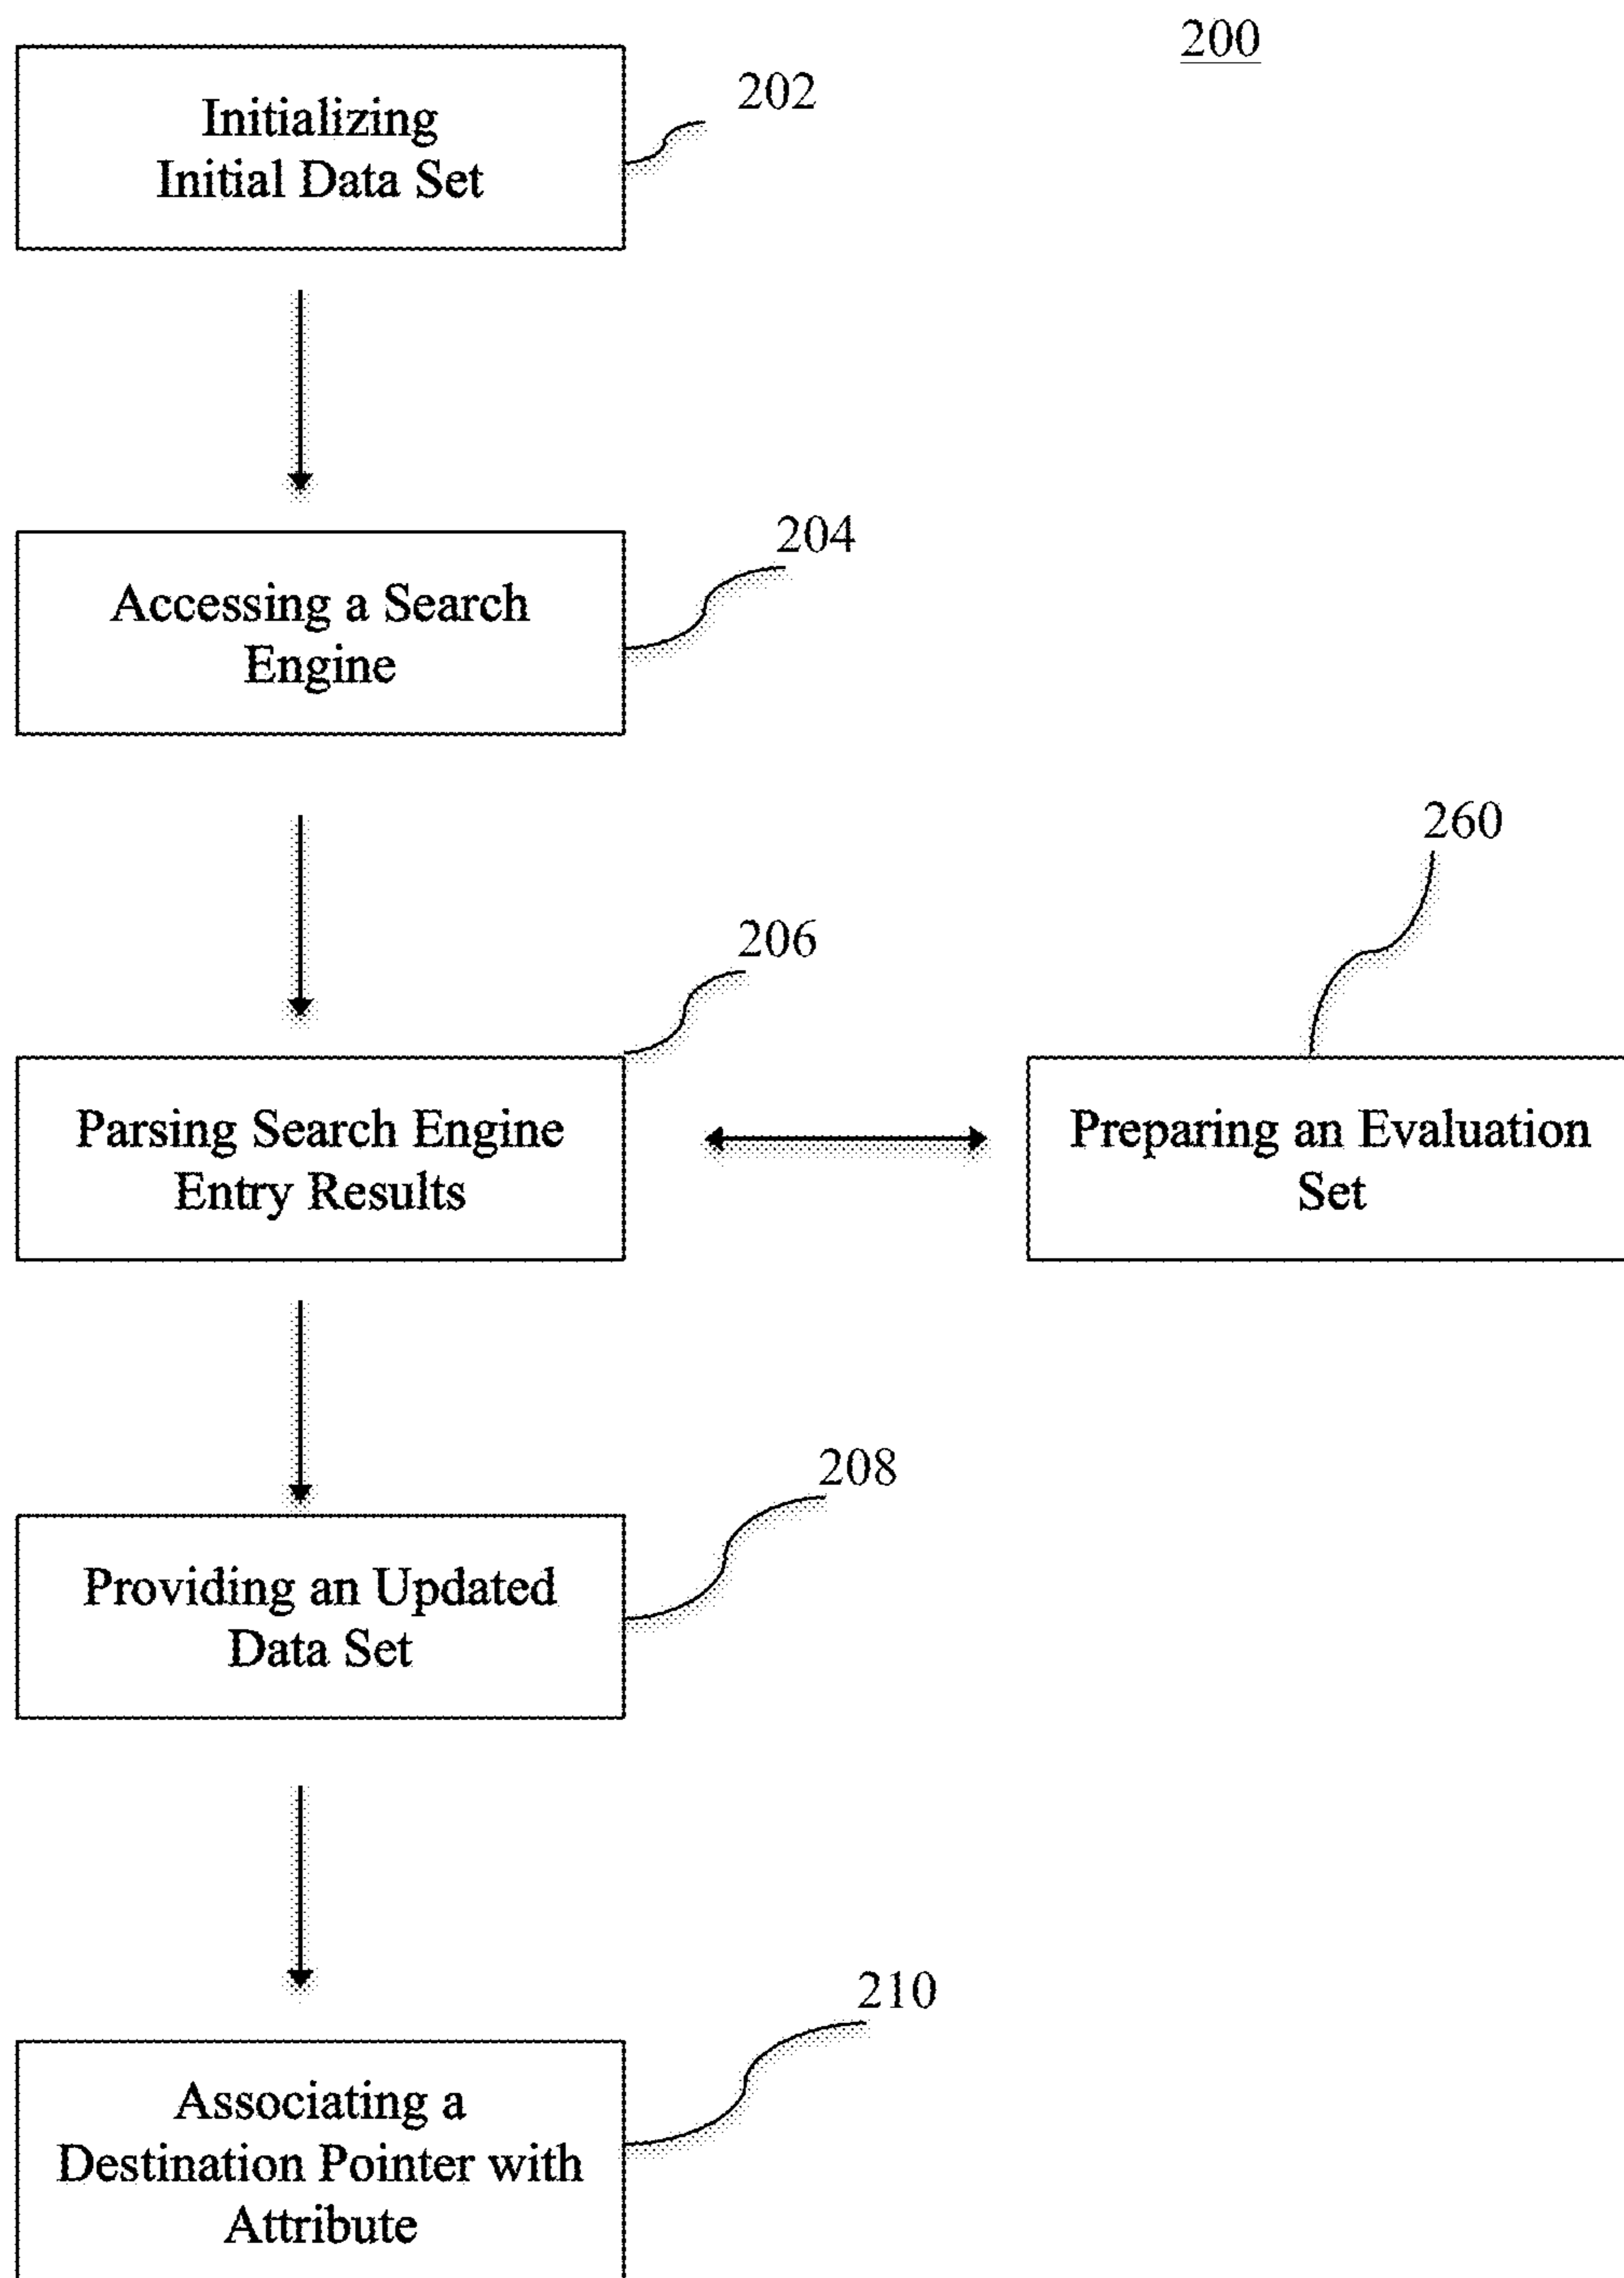 200
202
Initializing
Initial Data Set
204
Accessing a Search
Engine
260
206
Parsing Search Engine
Entry Results
Preparing an Evaluation
Set
208
Providing an Updated
Data Set
210
Associating a
Destination Pointer with
Attribute